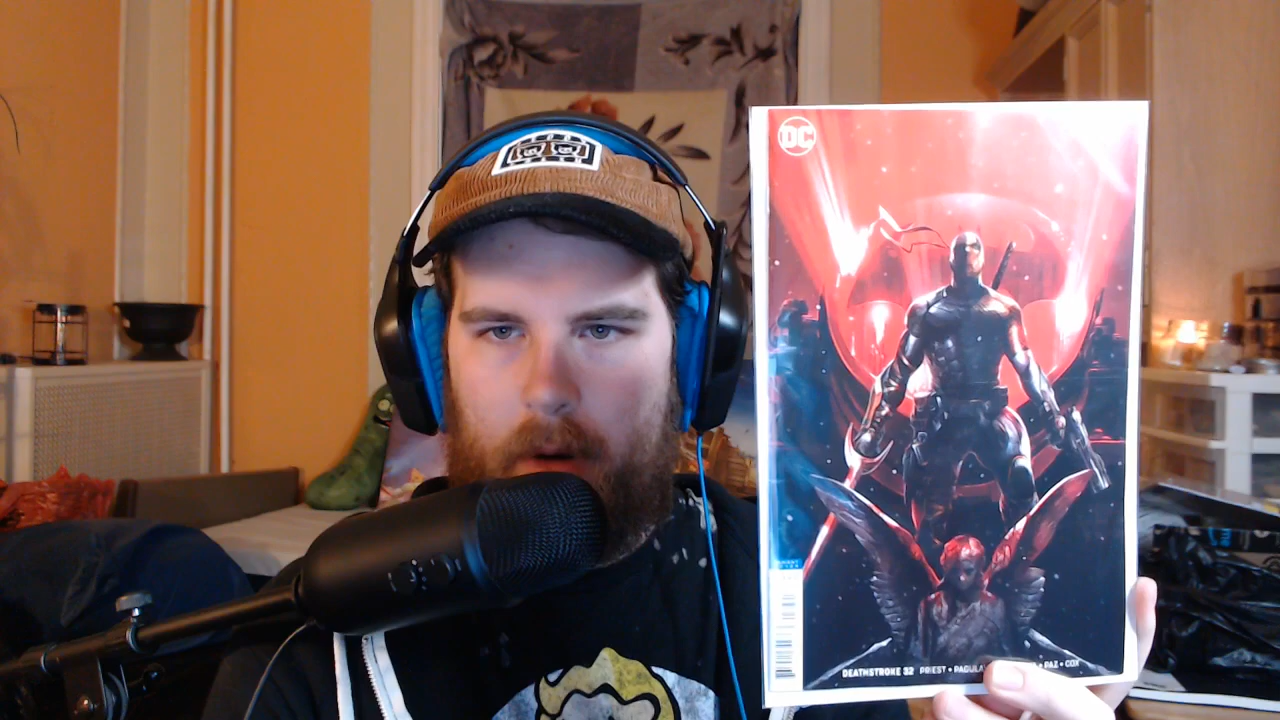 DC
DEATHSTROKE 32 PRIEST • PAGULAYAN • PAZ • COX